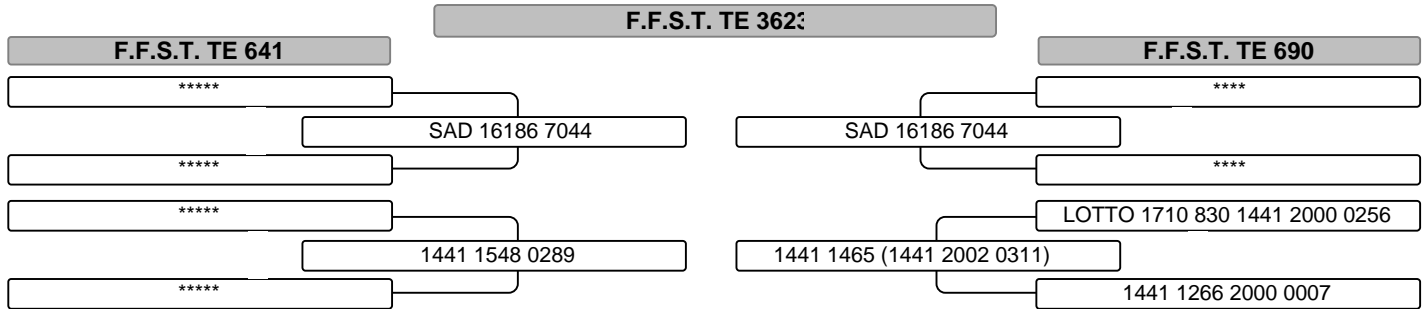 F.F.S.T. TE 3623
F.F.S.T. TE 641
F.F.S.T. TE 690
*****
****
SAD 16186 7044
SAD 16186 7044
*****
****
*****
LOTTO 1710 830 1441 2000 0256
1441 1548 0289
1441 1465 (1441 2002 0311)
*****
1441 1266 2000 0007